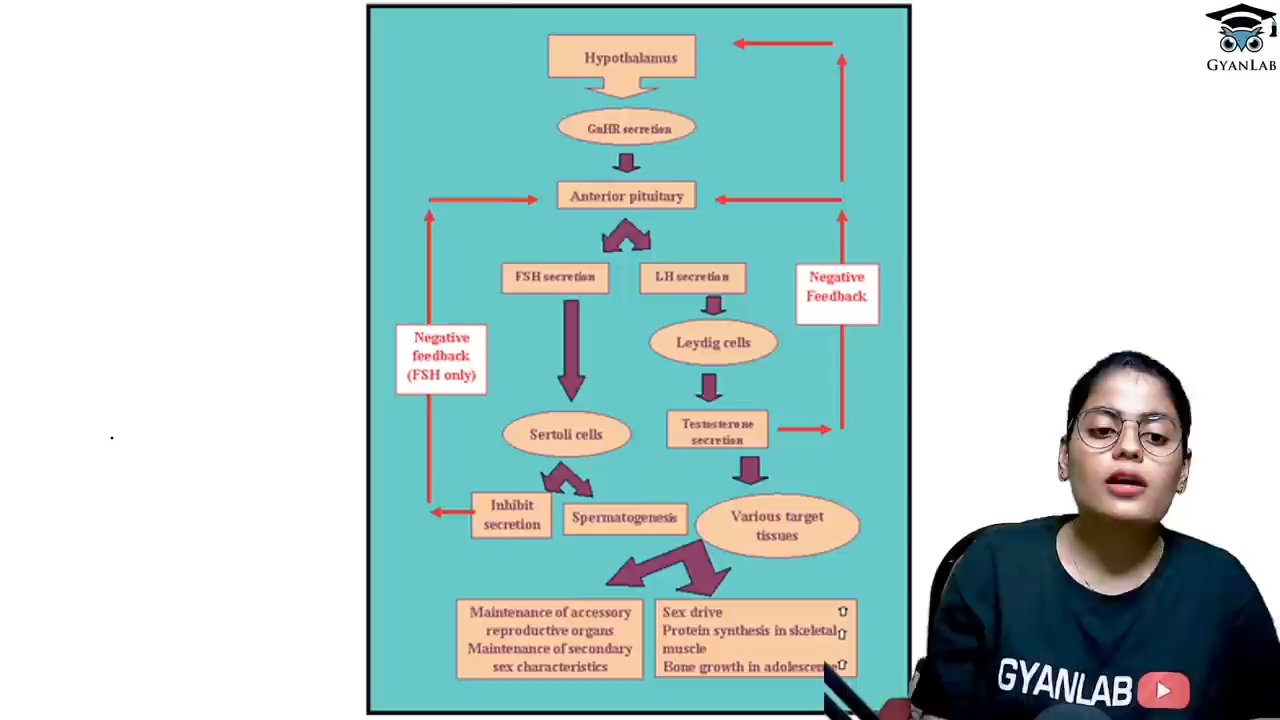 GYANLAB
Hypothalamus
GnHR secretion
Anterior pituitary
FSH secretion
LH secretion
Negative
Feedback
Leydig cells
Negative
feedback
(FSH only)
Sertoli cells
Testosterone
secretion
Inhibit
secretion
Spermatogenesis
Various target
tissues
Maintenance of accessory
reproductive organs
Maintenance of secondary
sex characteristics
Sex drive
Protein synthesis in skeletal
muscle
Bone growth in adolescence
GYANLAB